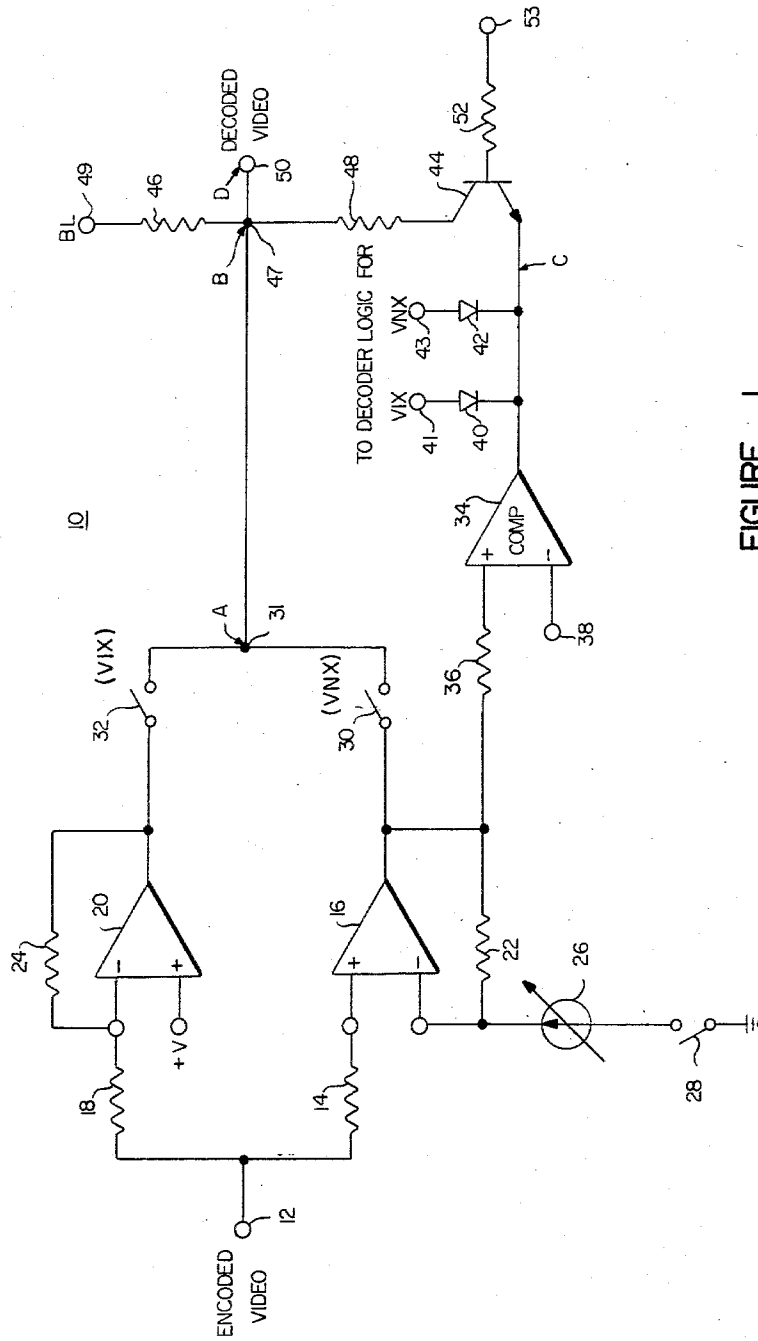 10
ENCODED
VIDEO
12
18
14
24
20
−
+
+V
16
+
−
22
26
28
32
(VIX)
30
(VNX)
A
31
36
38
34
COMP
+
−
TO DECODER LOGIC FOR
VIX
41
40
VNX
43
42
C
44
52
53
48
B
47
46
BL
49
D
50
DECODED
VIDEO
FIGURE 1